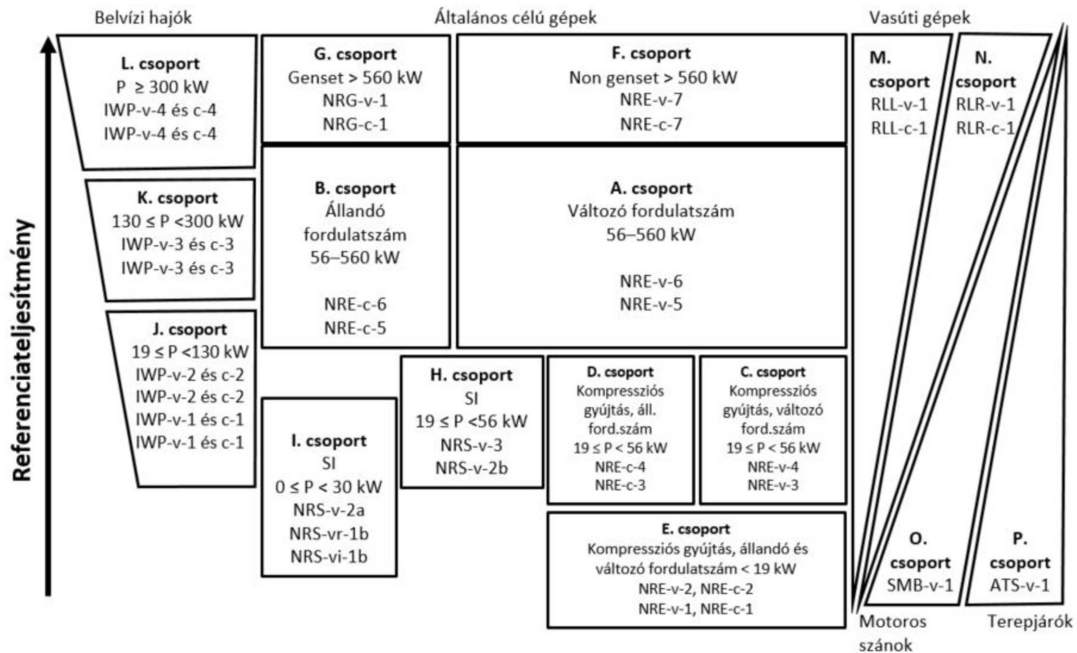 Belvízi hajók
Általános célú gépek
Vasúti gépek
Referenciateljesítmény
L. csoport
P ≥ 300 kW
IWP-v-4 és c-4
IWP-v-4 és c-4
G. csoport
Genset > 560 kW
NRG-v-1
NRG-c-1
F. csoport
Non genset > 560 kW
NRE-v-7
NRE-c-7
M.
csoport
RLL-v-1
RLL-c-1
N.
csoport
RLR-v-1
RLR-c-1
K. csoport
130 ≤ P <300 kW
IWP-v-3 és c-3
IWP-v-3 és c-3
B. csoport
Állandó
fordulatszám
56–560 kW
NRE-c-6
NRE-c-5
A. csoport
Változó fordulatszám
56–560 kW
NRE-v-6
NRE-v-5
J. csoport
19 ≤ P <130 kW
IWP-v-2 és c-2
IWP-v-2 és c-2
IWP-v-1 és c-1
IWP-v-1 és c-1
I. csoport
SI
0 ≤ P < 30 kW
NRS-v-2a
NRS-vr-1b
NRS-vi-1b
H. csoport
SI
19 ≤ P <56 kW
NRS-v-3
NRS-v-2b
D. csoport
Kompressziós
gyújtás, áll.
ford.szám
19 ≤ P < 56 kW
NRE-c-4
NRE-c-3
C. csoport
Kompressziós
gyújtás, változó
ford.szám
19 ≤ P < 56 kW
NRE-v-4
NRE-v-3
E. csoport
Kompressziós gyújtás, állandó és
változó fordulatszám < 19 kW
NRE-v-2, NRE-c-2
NRE-v-1, NRE-c-1
O.
csoport
SMB-v-1
P.
csoport
ATS-v-1
Motoros
szánok
Terepjárók